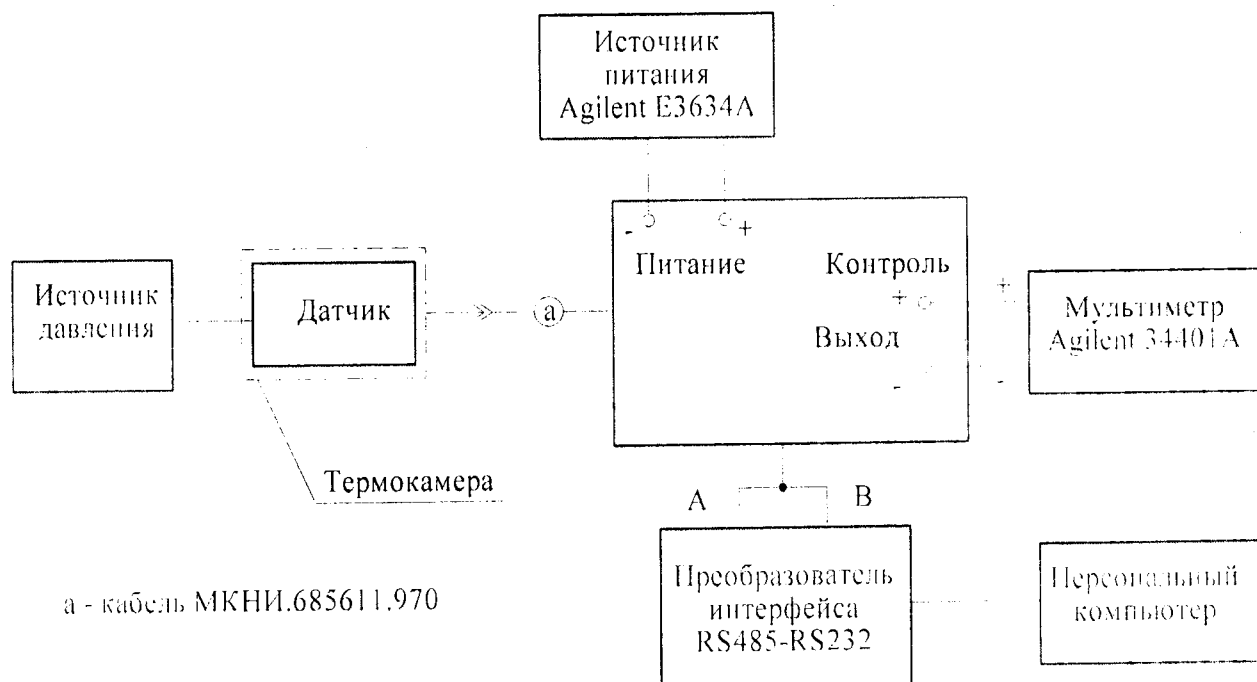 Источник
питания
Agilent E3634A
- +
Питание
Контроль
Источник
давления
Датчик
a
+
+
Выход
Мультиметр
Agilent 34401A
-
-
Термокамера
А
В
Преобразователь
интерфейса
RS485-RS232
Персональный
компьютер
а - кабель МКНИ.685611.970